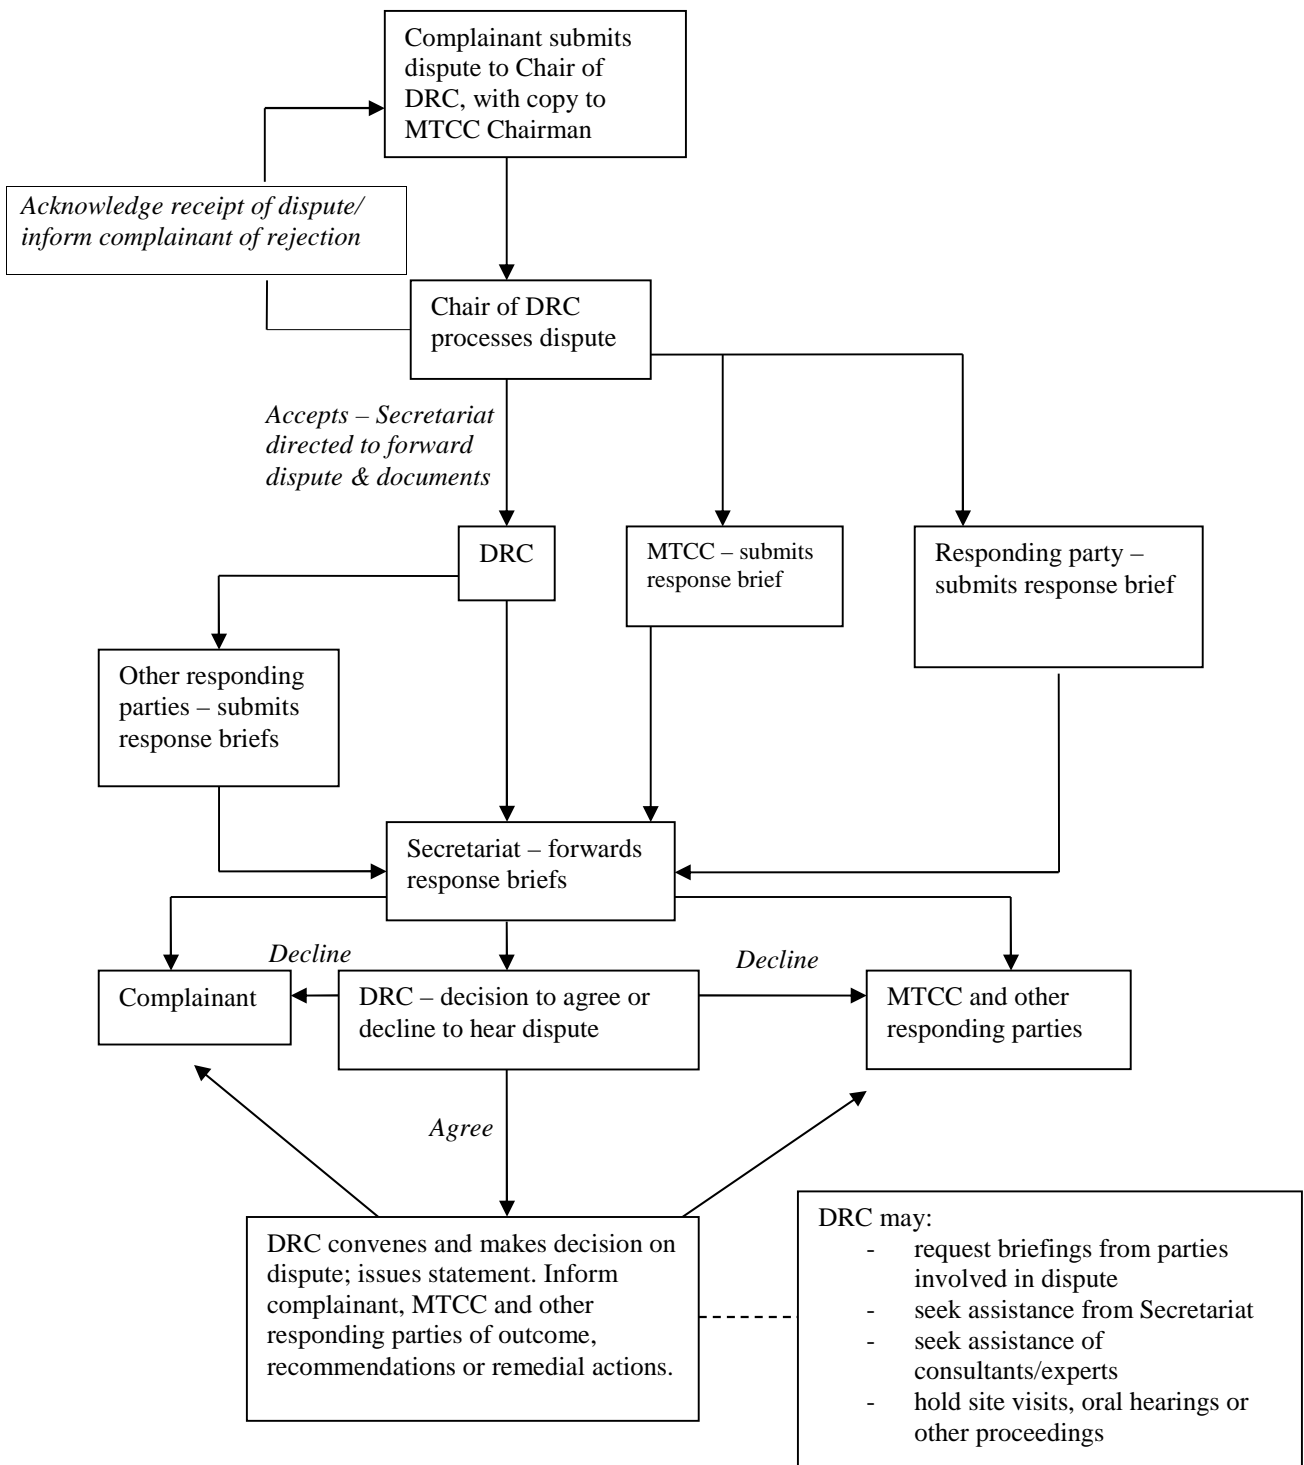 Complainant submits
dispute to Chair of
DRC, with copy to
MTCC Chairman
Acknowledge receipt of dispute/
inform complainant of rejection
Chair of DRC
processes dispute
Accepts – Secretariat
directed to forward
dispute & documents
DRC
MTCC – submits
response brief
Responding party –
submits response brief
Other responding
parties – submits
response briefs
Secretariat – forwards
response briefs
Decline
Decline
Complainant
DRC – decision to agree or
decline to hear dispute
MTCC and other
responding parties
Agree
DRC convenes and makes decision on
dispute; issues statement. Inform
complainant, MTCC and other
responding parties of outcome,
recommendations or remedial actions.
DRC may:
- request briefings from parties
involved in dispute
- seek assistance from Secretariat
- seek assistance of
consultants/experts
- hold site visits, oral hearings or
other proceedings